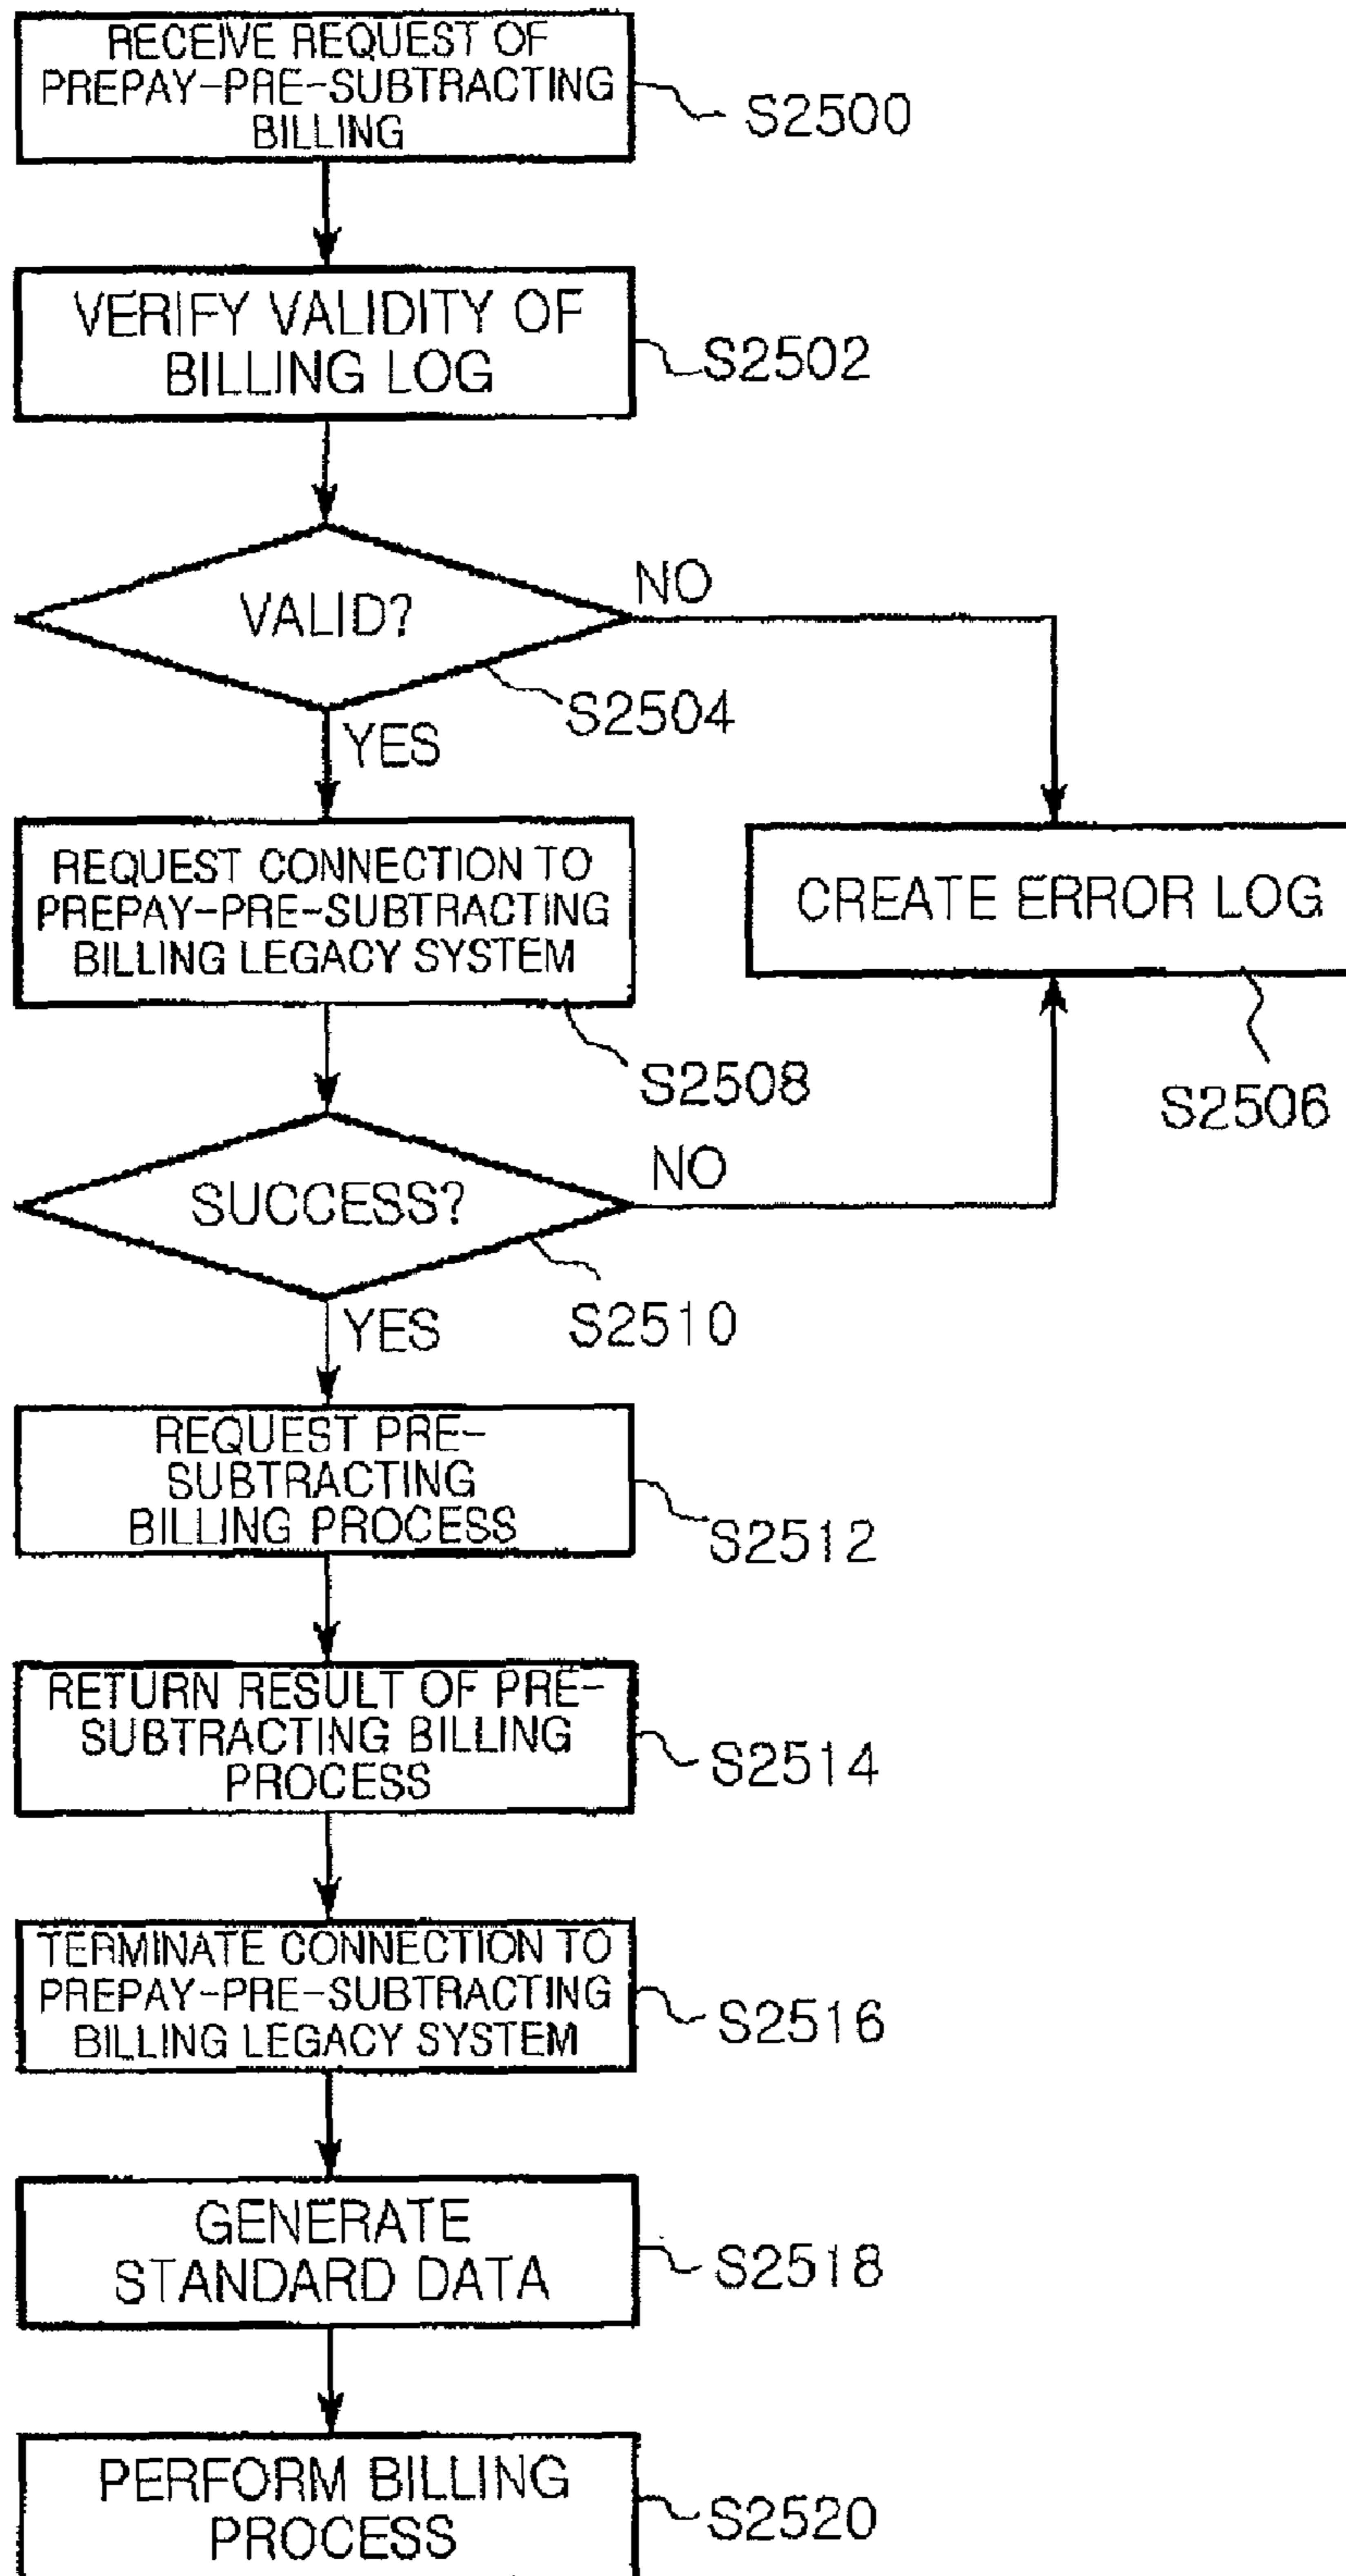 RECEIVE REQUEST OF
PREPAY-PRE-SUBTRACTING
BILLING
S2500
VERIFY VALIDITY OF
BILLING LOG
S2502
VALID?
NO
S2504
YES
REQUEST CONNECTION TO
PREPAY-PRE-SUBTRACTING
BILLING LEGACY SYSTEM
CREATE ERROR LOG
S2508
S2506
SUCCESS?
NO
S2510
YES
REQUEST PRE-
SUBTRACTING
BILLING PROCESS
S2512
RETURN RESULT OF PRE-
SUBTRACTING BILLING
PROCESS
S2514
TERMINATE CONNECTION TO
PREPAY-PRE-SUBTRACTING
BILLING LEGACY SYSTEM
S2516
GENERATE
STANDARD DATA
S2518
PERFORM BILLING
PROCESS
S2520